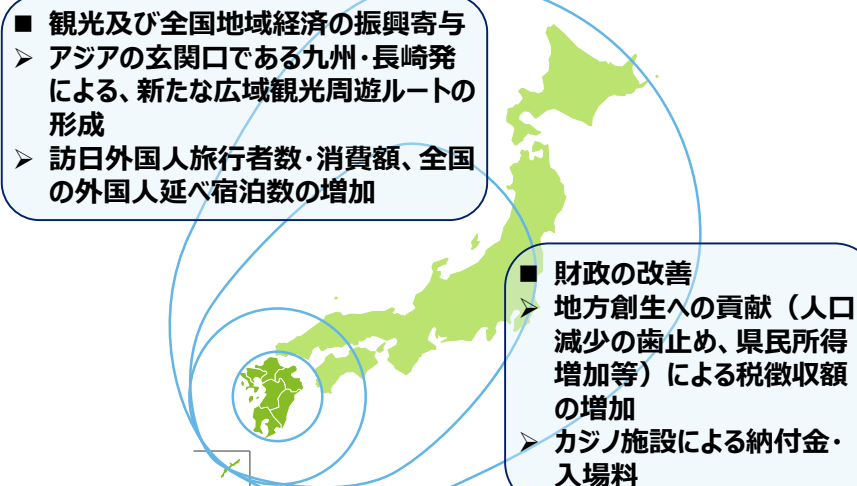 ■ 観光及び全国地域経済の振興寄与
➢ アジアの玄関口である九州・長崎発
による、新たな広域観光周遊ルートの
形成
➢ 訪日外国人旅行者数・消費額、全国
の外国人延べ宿泊数の増加
■ 財政の改善
➢ 地方創生への貢献（人口
減少の歯止め、県民所得
増加等）による税徴収額
の増加
➢ カジノ施設による納付金・
入場料